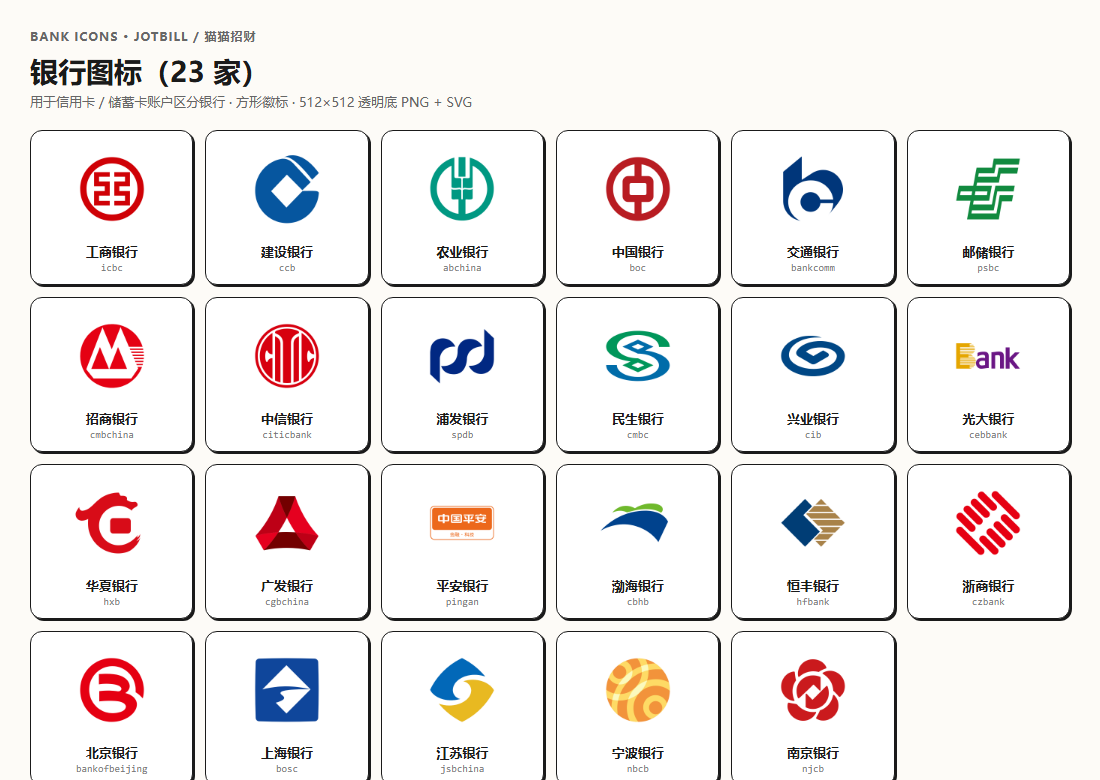 BANK ICONS • JOTBILL / 猫猫招财
银行图标（23 家）
用于信用卡 / 储蓄卡账户区分银行 · 方形徽标 · 512×512 透明底 PNG + SVG
工商银行
icbc
建设银行
ccb
农业银行
abchina
中国银行
boc
交通银行
bankcomm
邮储银行
psbc
招商银行
cmbchina
中信银行
citicbank
浦发银行
spdb
民生银行
cmbc
兴业银行
cib
Bank
光大银行
cebbank
华夏银行
hxb
广发银行
cgbchina
中国平安
金融·科技
平安银行
pingan
渤海银行
cbhb
恒丰银行
hfbank
浙商银行
czbank
北京银行
bankofbeijing
上海银行
bosc
江苏银行
jsbchina
宁波银行
nbcb
南京银行
njcb